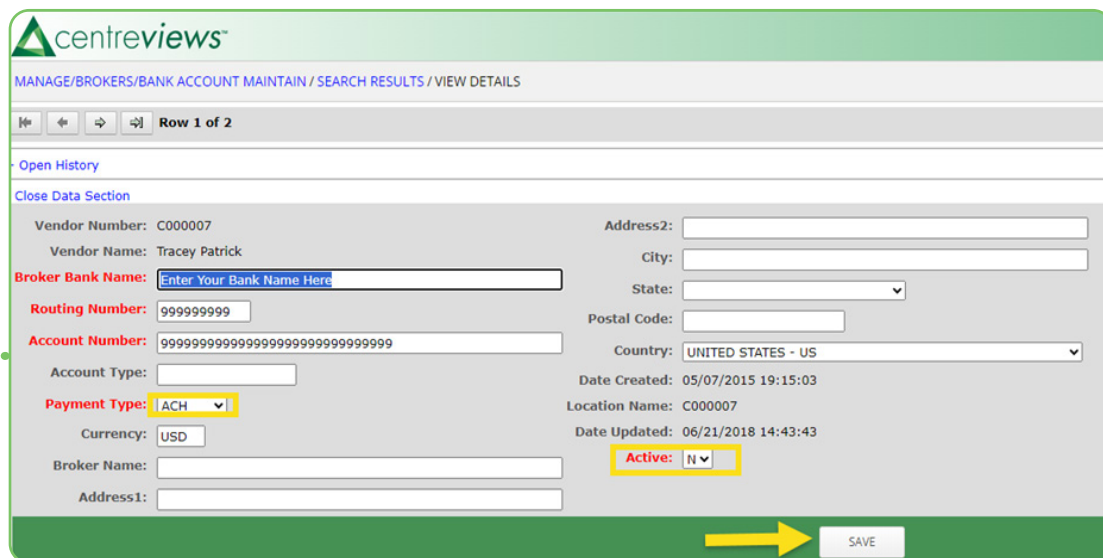 centreviews™
MANAGE/BROKERS/BANK ACCOUNT MAINTAIN / SEARCH RESULTS / VIEW DETAILS
Row 1 of 2
Open History
Close Data Section
Vendor Number: C000007
Vendor Name: Tracey Patrick
Broker Bank Name: Enter Your Bank Name Here
Routing Number: 999999999
Account Number: 99999999999999999999999999999
Account Type:
Payment Type: ACH
Currency: USD
Broker Name:
Address1:
Address2:
City:
State:
Postal Code:
Country: UNITED STATES - US
Date Created: 05/07/2015 19:15:03
Location Name: C000007
Date Updated: 06/21/2018 14:43:43
Active: N
SAVE